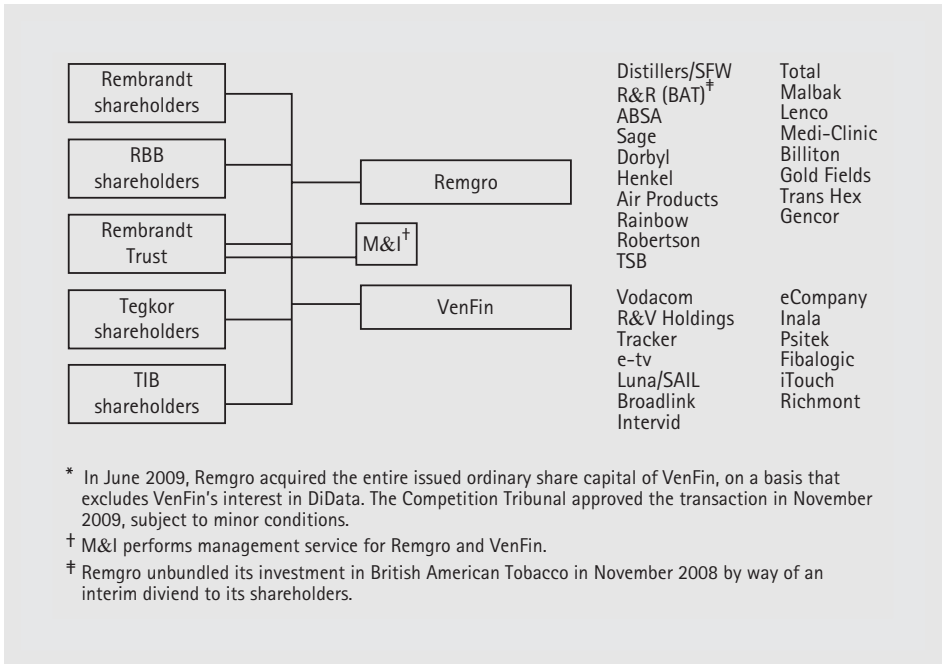 Rembrandt
shareholders
RBB
shareholders
Rembrandt
Trust
Tegkor
shareholders
TIB
shareholders
Remgro
M&I†
VenFin
Distillers/SFW
R&R (BAT)‡
ABSA
Sage
Dorbyl
Henkel
Air Products
Rainbow
Robertson
TSB
Total
Malbak
Lenco
Medi-Clinic
Billiton
Gold Fields
Trans Hex
Gencor
Vodacom
R&V Holdings
Tracker
e-tv
Luna/SAIL
Broadlink
Intervid
eCompany
Inala
Psitek
Fibalogic
iTouch
Richmont
* In June 2009, Remgro acquired the entire issued ordinary share capital of VenFin, on a basis that
excludes VenFin's interest in DiData. The Competition Tribunal approved the transaction in November
2009, subject to minor conditions.
† M&I performs management service for Remgro and VenFin.
‡ Remgro unbundled its investment in British American Tobacco in November 2008 by way of an
interim diviend to its shareholders.